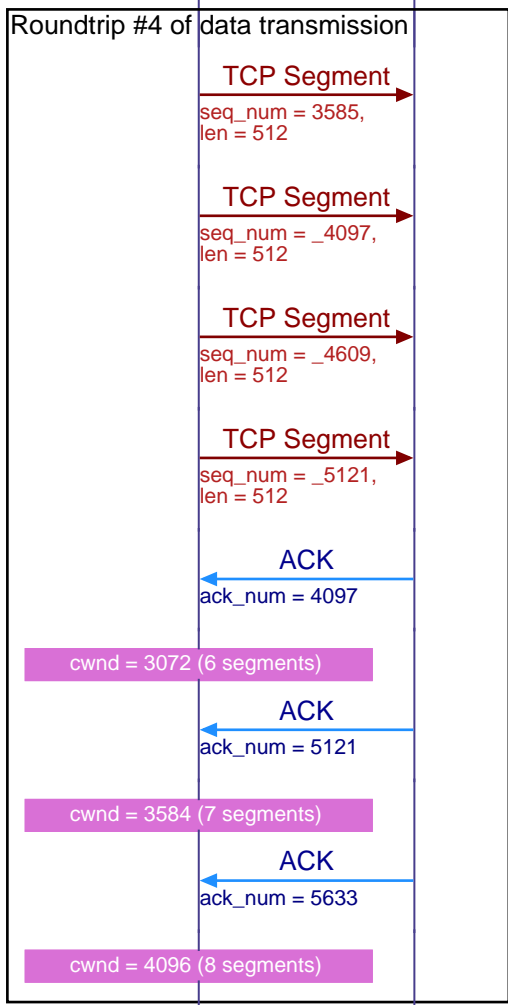 Roundtrip #4 of data transmission
TCP Segment
seq_num = 3585,
len = 512
TCP Segment
seq_num = _4097,
len = 512
TCP Segment
seq_num = _4609,
len = 512
TCP Segment
seq_num = _5121,
len = 512
ACK
ack_num = 4097
cwnd = 3072 (6 segments)
ACK
ack_num = 5121
cwnd = 3584 (7 segments)
ACK
ack_num = 5633
cwnd = 4096 (8 segments)